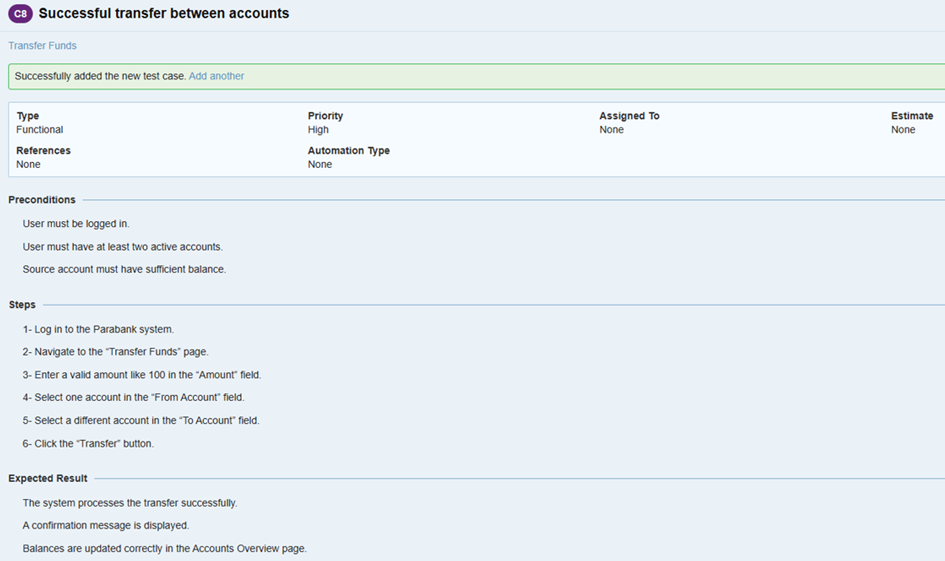 C8 Successful transfer between accounts
Transfer Funds
Successfully added the new test case. Add another
Type Priority Assigned To Estimate
Functional High None None
References Automation Type
None None
Preconditions
User must be logged in.
User must have at least two active accounts.
Source account must have sufficient balance.
Steps
1- Log in to the Parabank system.
2- Navigate to the “Transfer Funds” page.
3- Enter a valid amount like 100 in the “Amount” field.
4- Select one account in the “From Account” field.
5- Select a different account in the “To Account” field.
6- Click the “Transfer” button.
Expected Result
The system processes the transfer successfully.
A confirmation message is displayed.
Balances are updated correctly in the Accounts Overview page.